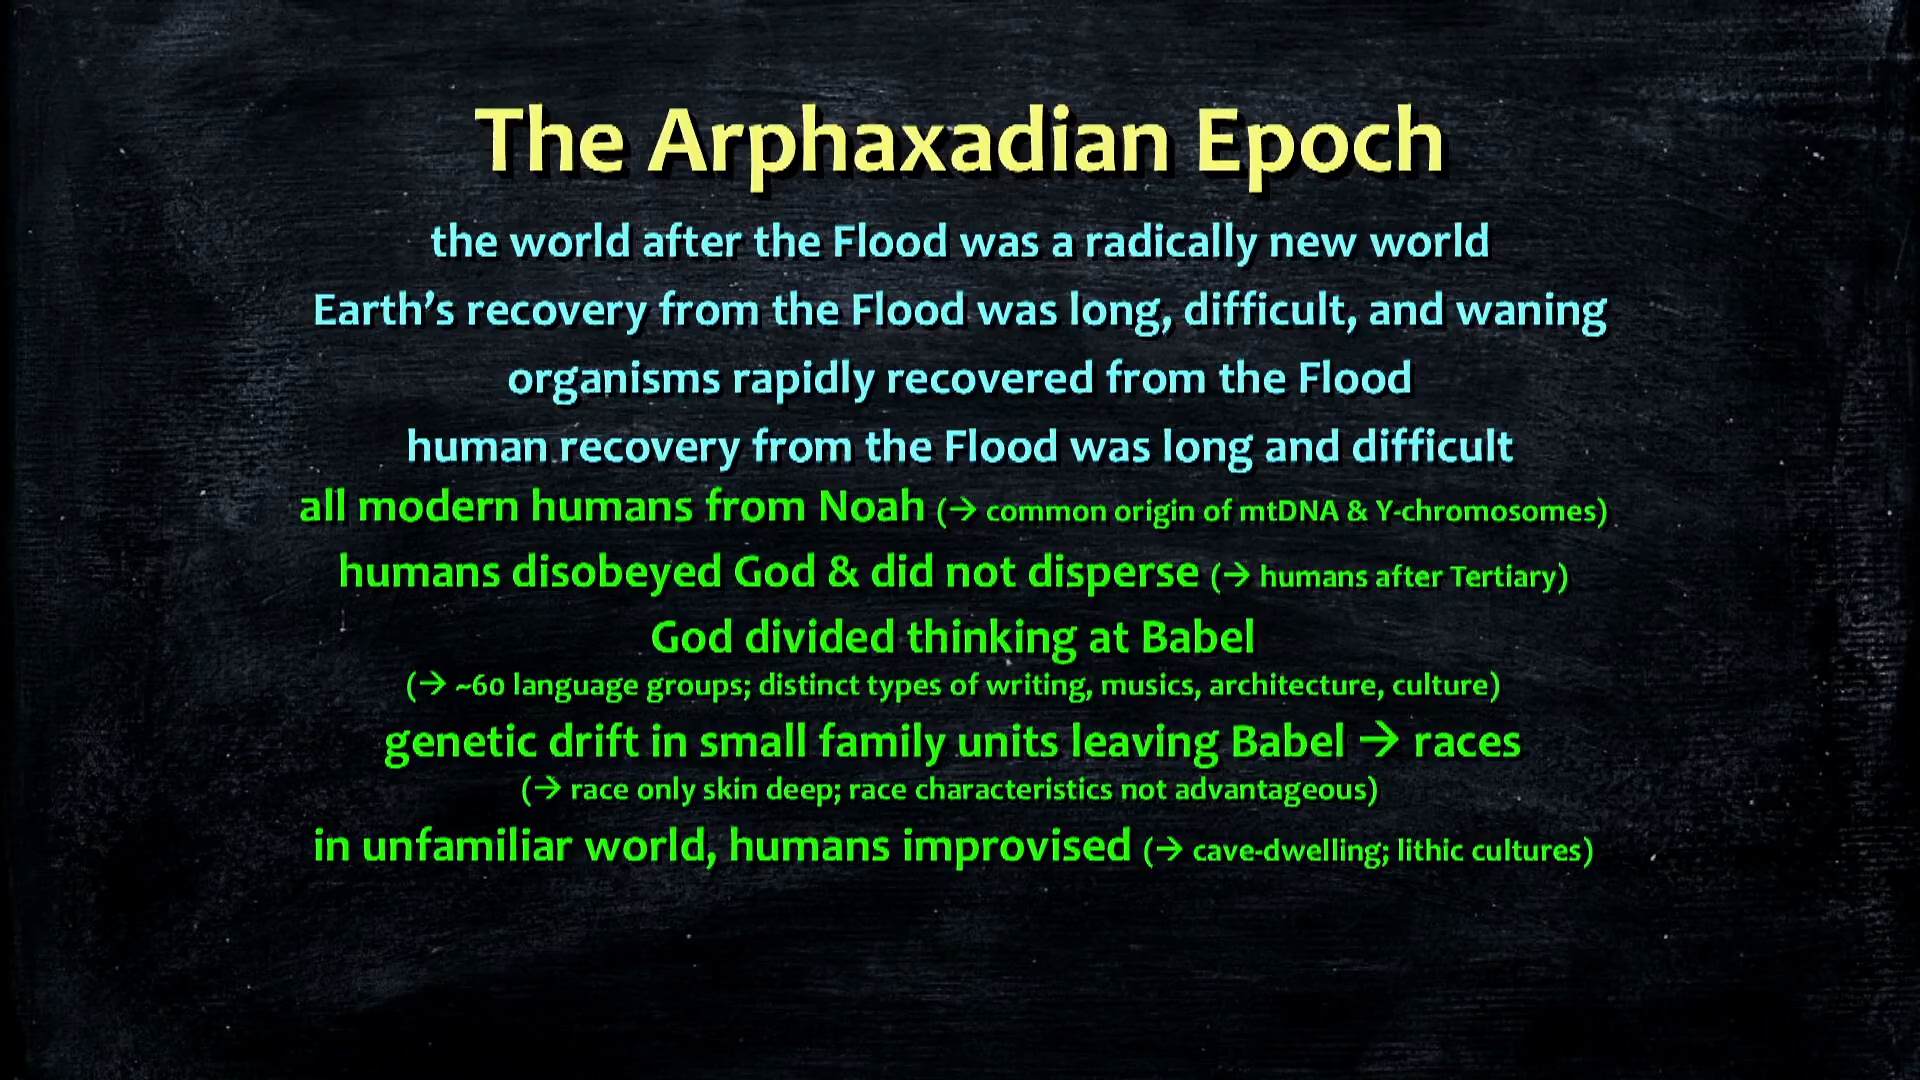 The Arphaxadian Epoch
the world after the Flood was a radically new world
Earth's recovery from the Flood was long, difficult, and waning
organisms rapidly recovered from the Flood
human recovery from the Flood was long and difficult
all modern humans from Noah (→ common origin of mtDNA & Y-chromosomes)
humans disobeyed God & did not disperse (→ humans after Tertiary)
God divided thinking at Babel
(→ ~60 language groups; distinct types of writing, musics, architecture, culture)
genetic drift in small family units leaving Babel → races
(→ race only skin deep; race characteristics not advantageous)
in unfamiliar world, humans improvised (→ cave-dwelling; lithic cultures)